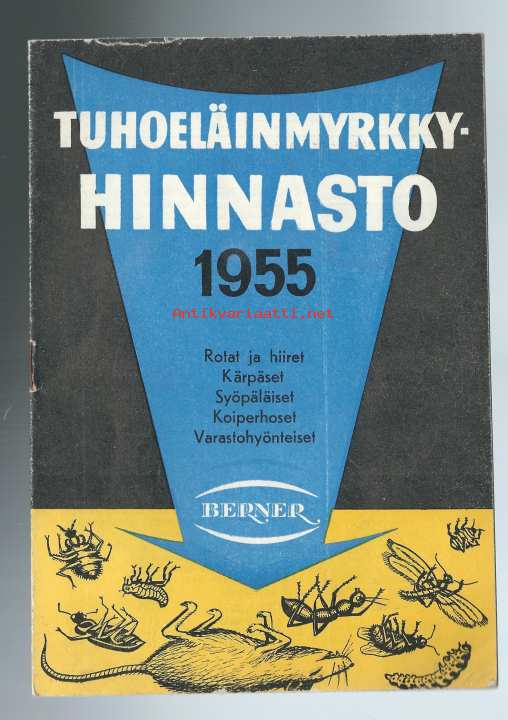 TUHOELÄINMYRKKY-
HINNASTO
1955
Antikvariaatti.net
Rotat ja hiiret
Kärpäset
Syöpäläiset
Koiperhoset
Varastohyönteiset
BERNER